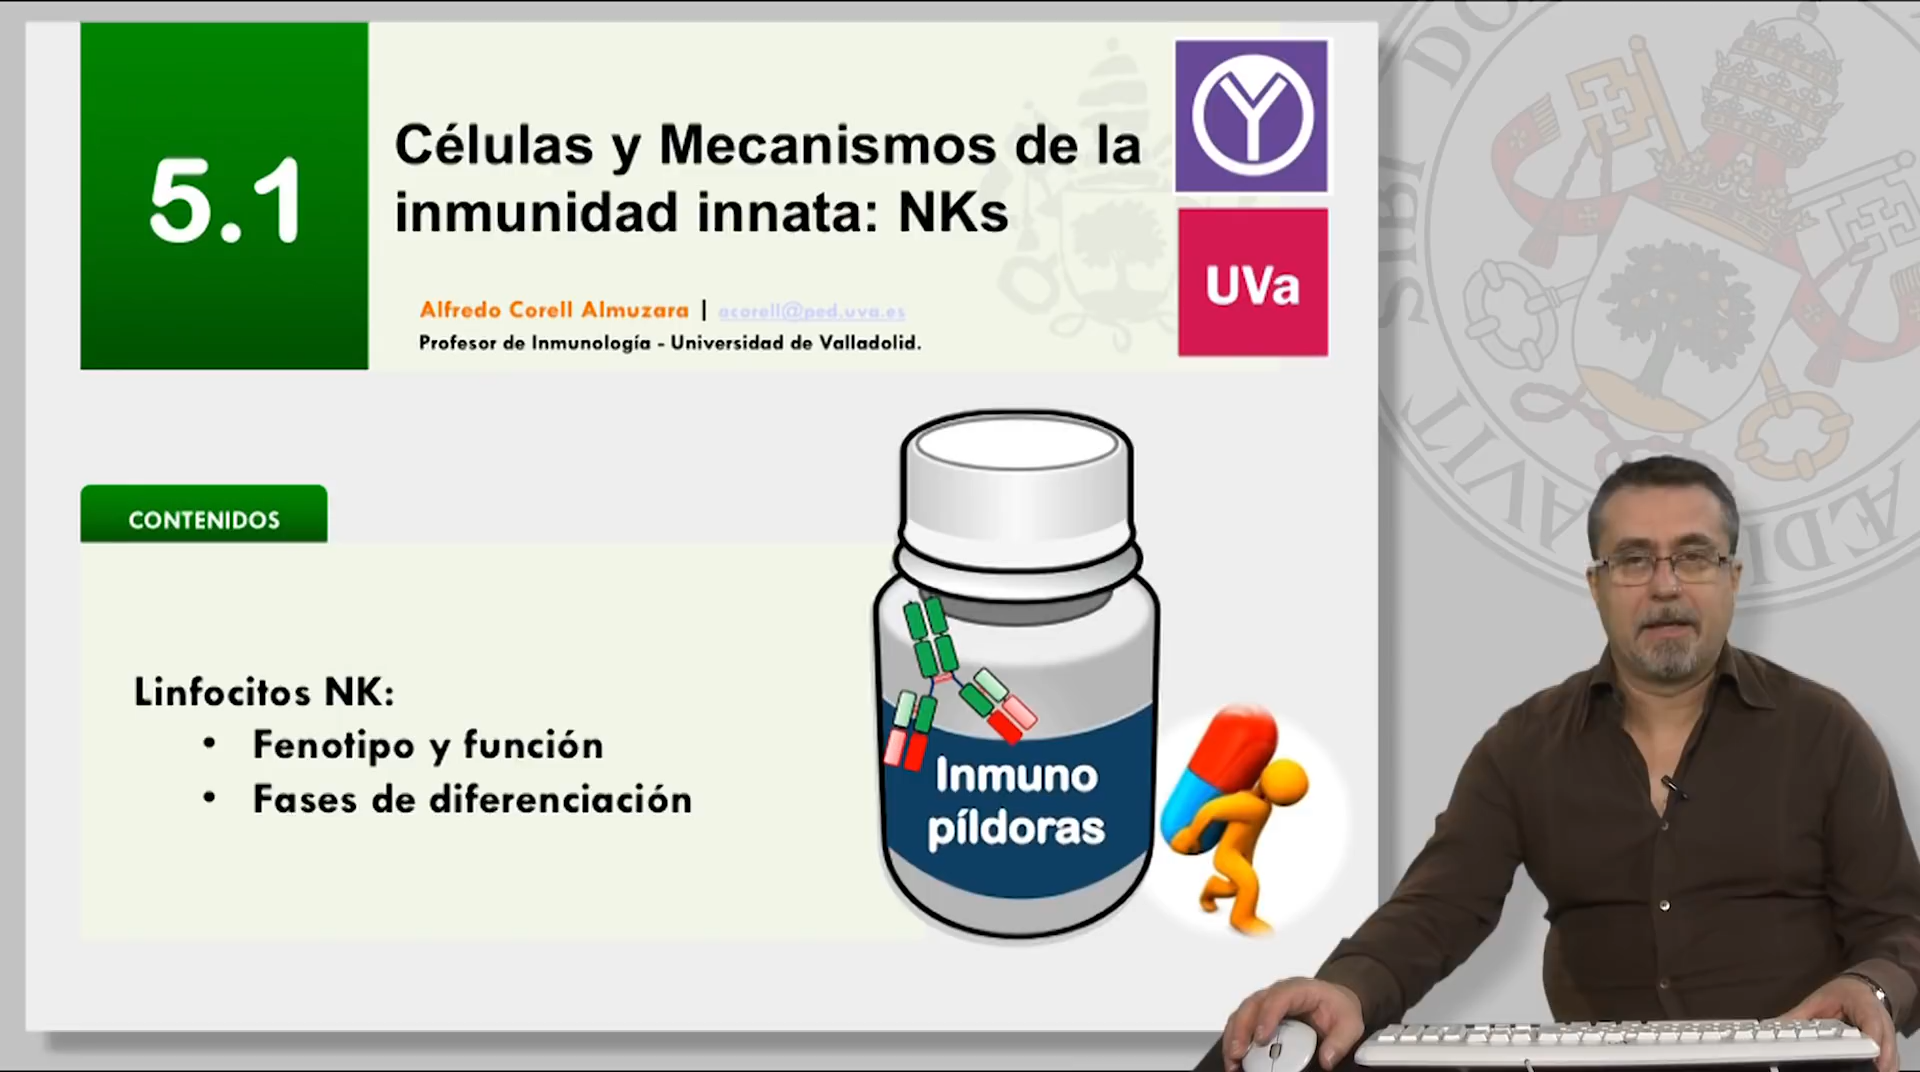 5.1
Células y Mecanismos de la
inmunidad innata: NKs
Alfredo Corell Almuzara | acorell@ped.uva.es
Profesor de Inmunología - Universidad de Valladolid.
UVa
CONTENIDOS
Linfocitos NK:
• Fenotipo y función
• Fases de diferenciación
Inmuno
píldoras